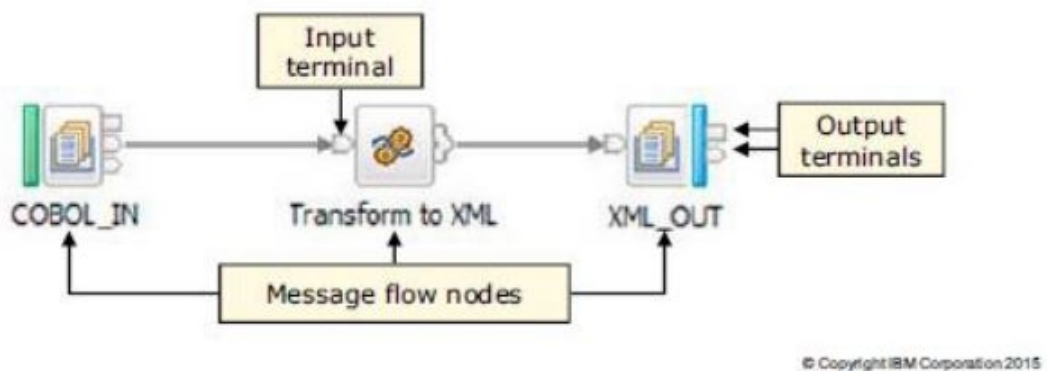 Input
terminal
Output
terminals
COBOL_IN
Transform to XML
XML_OUT
Message flow nodes
© Copyright IBM Corporation 2015